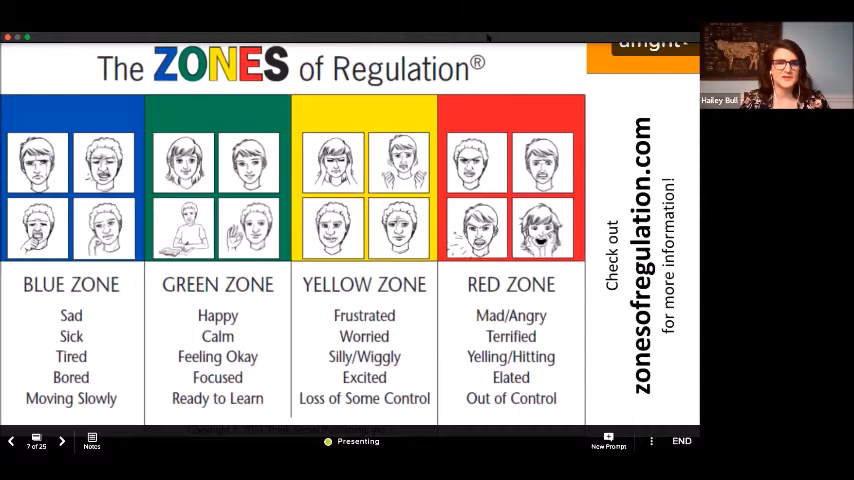 The ZONES of Regulation®
BLUE ZONE
Sad
Sick
Tired
Bored
Moving Slowly
GREEN ZONE
Happy
Calm
Feeling Okay
Focused
Ready to Learn
YELLOW ZONE
Frustrated
Worried
Silly/Wiggly
Excited
Loss of Some Control
RED ZONE
Mad/Angry
Terrified
Yelling/Hitting
Elated
Out of Control
Check out
zonesofregulation.com
for more information!
Hailey Bull
7 of 25
Notes
Presenting
New Prompt
END